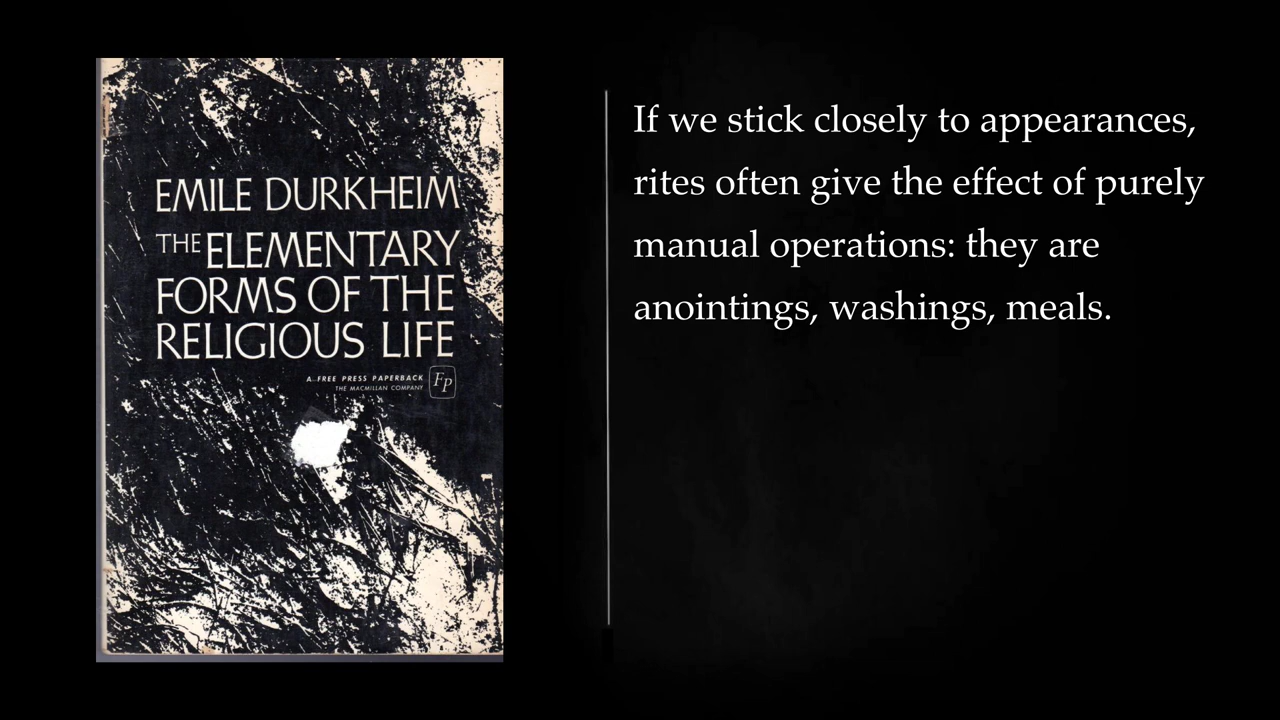 EMILE DURKHEIM
THE ELEMENTARY
FORMS OF THE
RELIGIOUS LIFE
A FREE PRESS PAPERBACK
THE MACMILLAN COMPANY
Fp
If we stick closely to appearances,
rites often give the effect of purely
manual operations: they are
anointings, washings, meals.